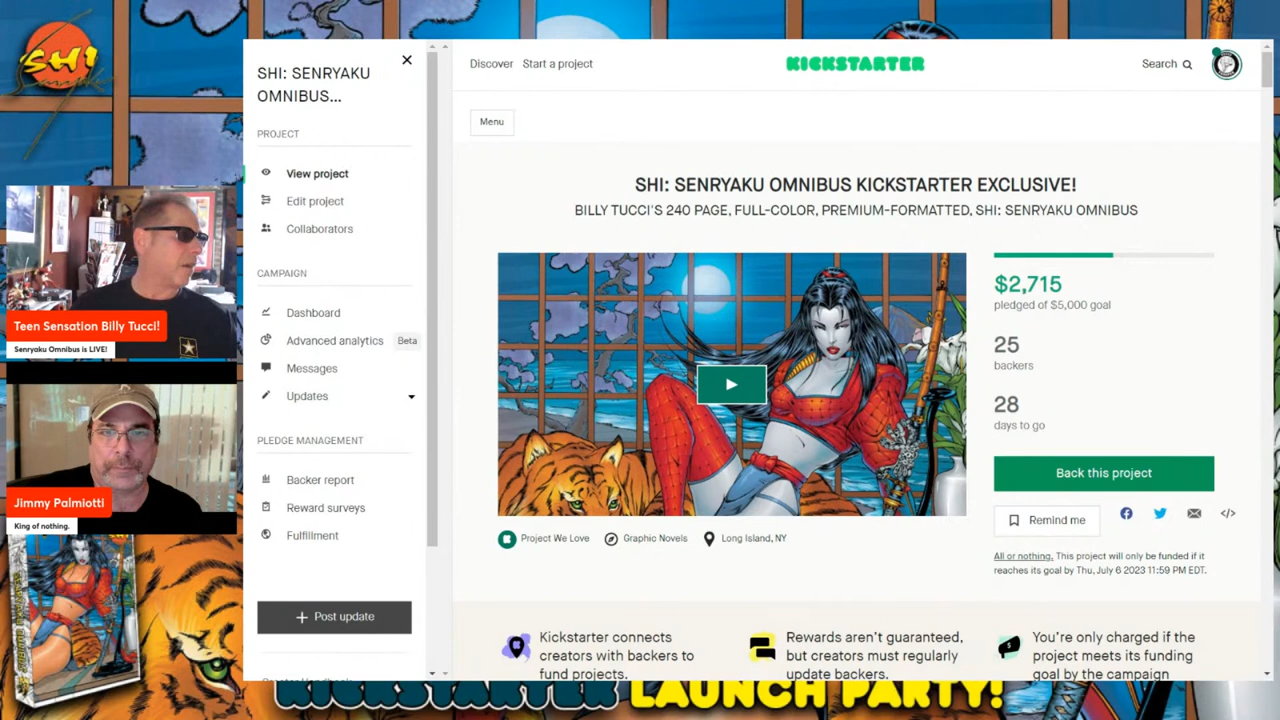 SHI
SHI: SENRYAKU
OMNIBUS...
PROJECT
View project
Edit project
Collaborators
CAMPAIGN
Dashboard
Advanced analytics Beta
Messages
Updates
PLEDGE MANAGEMENT
Backer report
Reward surveys
Fulfillment
+ Post update
Discover Start a project
KICKSTARTER
Search
Menu
SHI: SENRYAKU OMNIBUS KICKSTARTER EXCLUSIVE!
BILLY TUCCI'S 240 PAGE, FULL-COLOR, PREMIUM-FORMATTED, SHI: SENRYAKU OMNIBUS
$2,715
pledged of $5,000 goal
25
backers
28
days to go
Back this project
Remind me
All or nothing. This project will only be funded if it
reaches its goal by Thu, July 6 2023 11:59 PM EDT.
Project We Love Graphic Novels Long Island, NY
Kickstarter connects
creators with backers to
fund projects.
Rewards aren't guaranteed,
but creators must regularly
update backers.
You're only charged if the
project meets its funding
goal by the campaign
Teen Sensation Billy Tucci!
Senryaku Omnibus is LIVE!
Jimmy Palmiotti
King of nothing.
KICKSTARTER LAUNCH PARTY!